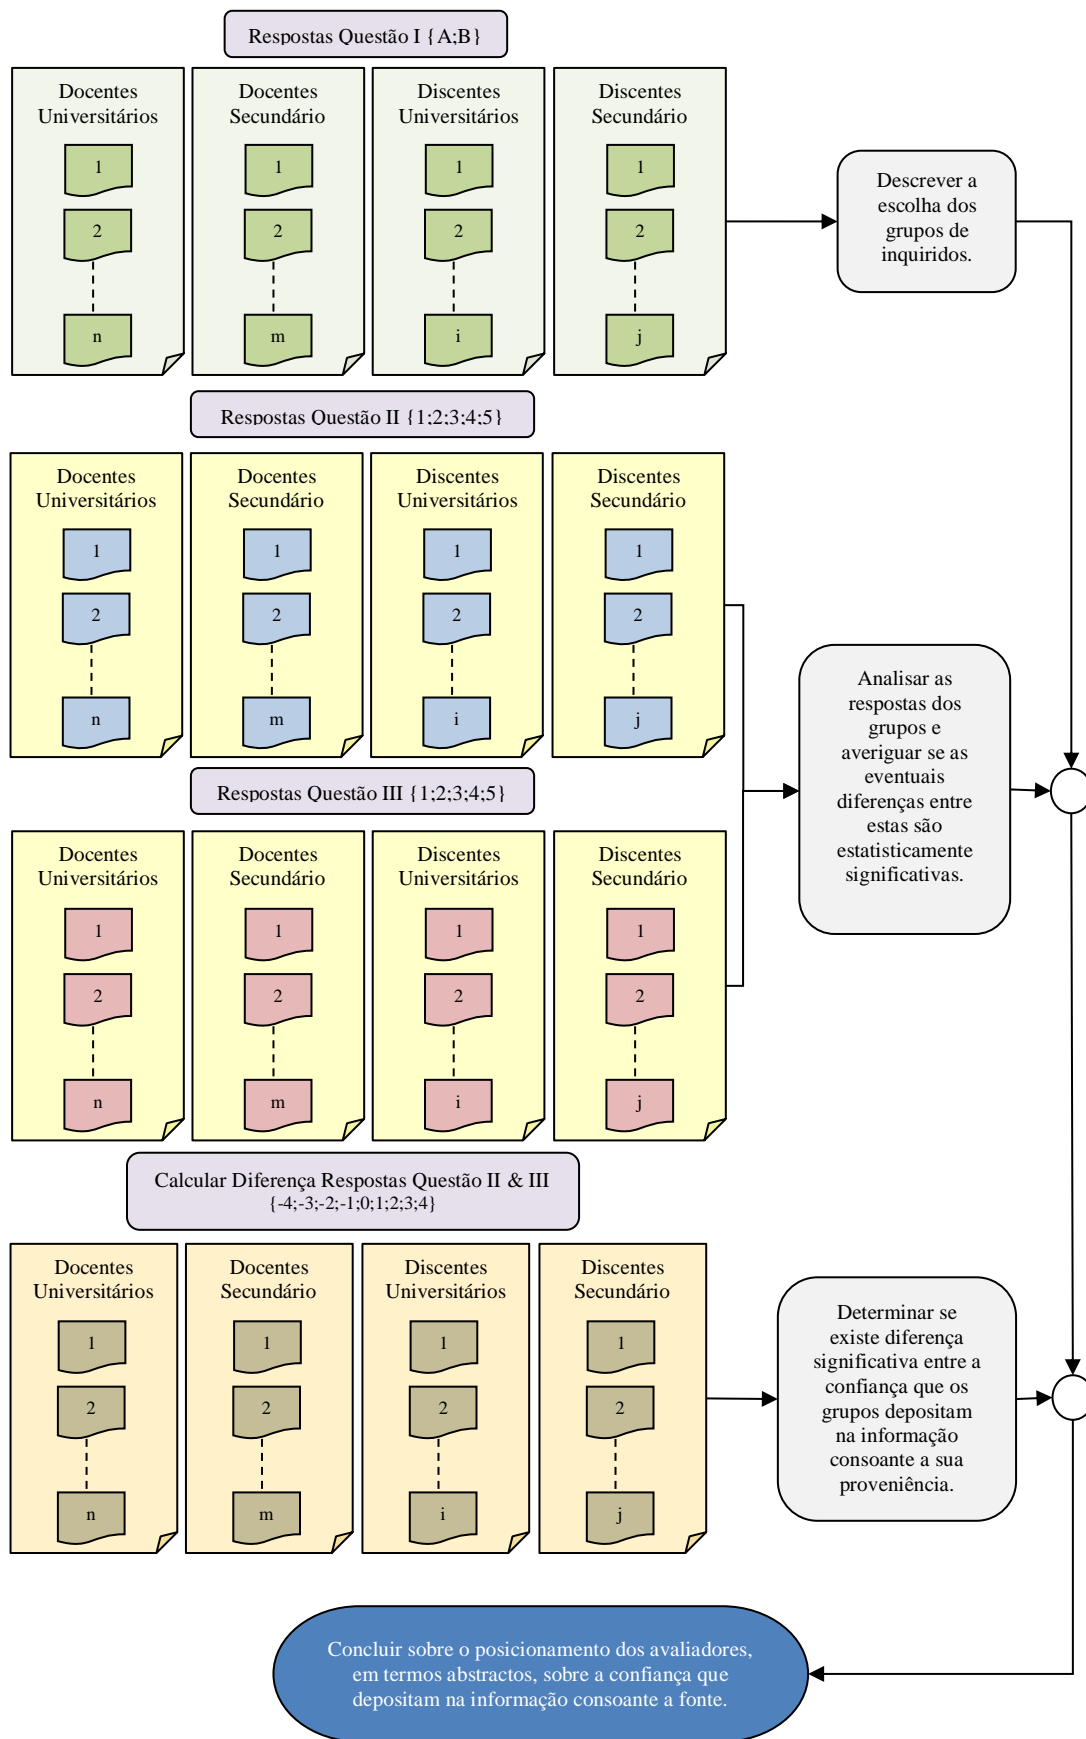 Respostas Questão I {A;B}
Docentes
Universitários
1
2
n
Docentes
Secundário
1
2
m
Discentes
Universitários
1
2
i
Discentes
Secundário
1
2
j
Descrever a
escolha dos
grupos de
inquiridos.
Respostas Questão II {1;2;3;4;5}
Docentes
Universitários
1
2
n
Docentes
Secundário
1
2
m
Discentes
Universitários
1
2
i
Discentes
Secundário
1
2
j
Respostas Questão III {1;2;3;4;5}
Docentes
Universitários
1
2
n
Docentes
Secundário
1
2
m
Discentes
Universitários
1
2
i
Discentes
Secundário
1
2
j
Analisar as
respostas dos
grupos e
averiguar se as
eventuais
diferenças entre
estas são
estatisticamente
significativas.
Calcular Diferença Respostas Questão II & III
{-4;-3;-2;-1;0;1;2;3;4}
Docentes
Universitários
1
2
n
Docentes
Secundário
1
2
m
Discentes
Universitários
1
2
i
Discentes
Secundário
1
2
j
Determinar se
existe diferença
significativa entre a
confiança que os
grupos depositam
na informação
consoante a sua
proveniência.
Concluir sobre o posicionamento dos avaliadores,
em termos abstractos, sobre a confiança que
depositam na informação consoante a fonte.